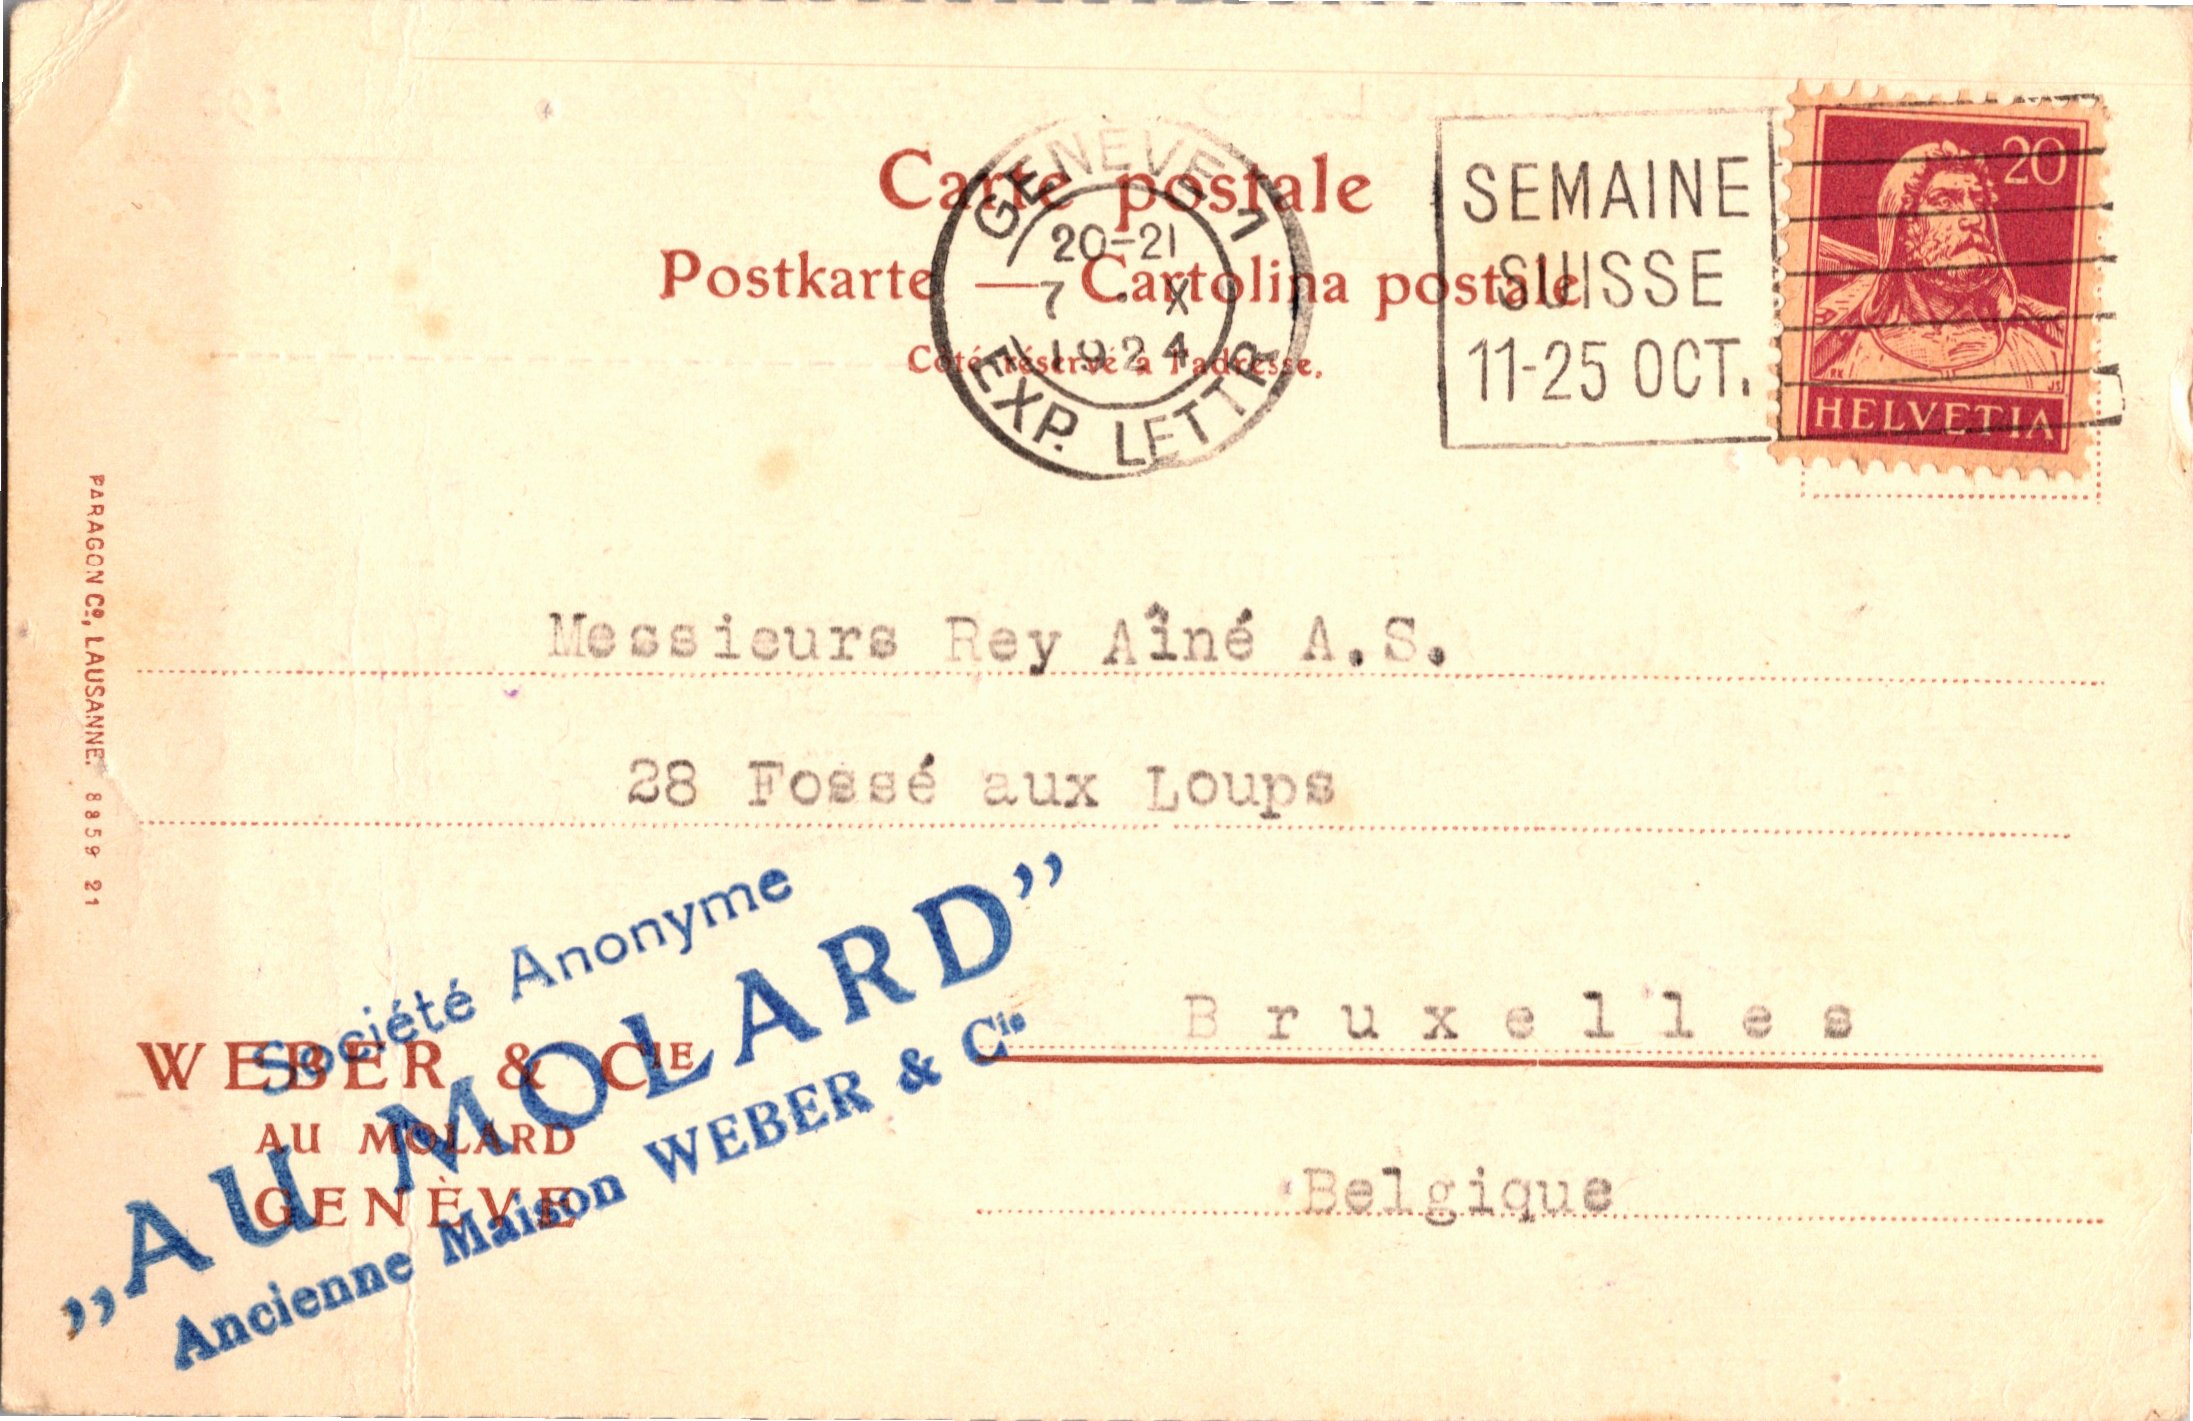 Carte postale
Postkarte — Cartolina postale
Côté réservé à l'adresse.
GENÈVE 1
20-21
7 · X
1924
EXP. LETTR
SEMAINE
SUISSE
11-25 OCT.
20
RK JS
HELVETIA
PARAGON Co., LAUSANNE. 8859 21
Messieurs Rey Aîné A.S.
28 Fossé aux Loups
Bruxelles
Belgique
WEBER & CIE
AU MOLARD
GENÈVE
Société Anonyme
„AU MOLARD”
Ancienne Maison WEBER & Cie